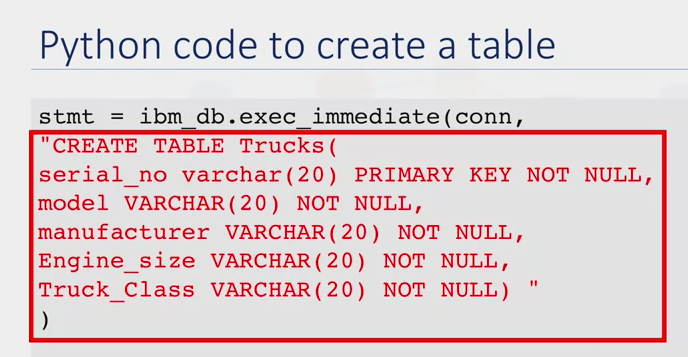 Python code to create a table
stmt = ibm_db.exec_immediate(conn,
"CREATE TABLE Trucks(
serial_no varchar(20) PRIMARY KEY NOT NULL,
model VARCHAR(20) NOT NULL,
manufacturer VARCHAR(20) NOT NULL,
Engine_size VARCHAR(20) NOT NULL,
Truck_Class VARCHAR(20) NOT NULL) "
)